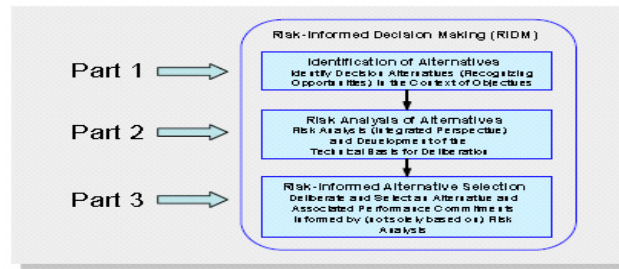 Risk-Informed Decision Making (RIDM)
Part 1
Identification of Alternatives
Identify Decision Alternatives (Recognizing
Opportunities) in the Context of Objectives
Part 2
Risk Analysis of Alternatives
Risk Analysis (Integrated Perspective)
and Development of the
Technical Basis for Deliberation
Part 3
Risk-Informed Alternative Selection
Deliberate and Select an Alternative and
Associated Performance Commitments
Informed by (not solely based on) Risk
Analysis